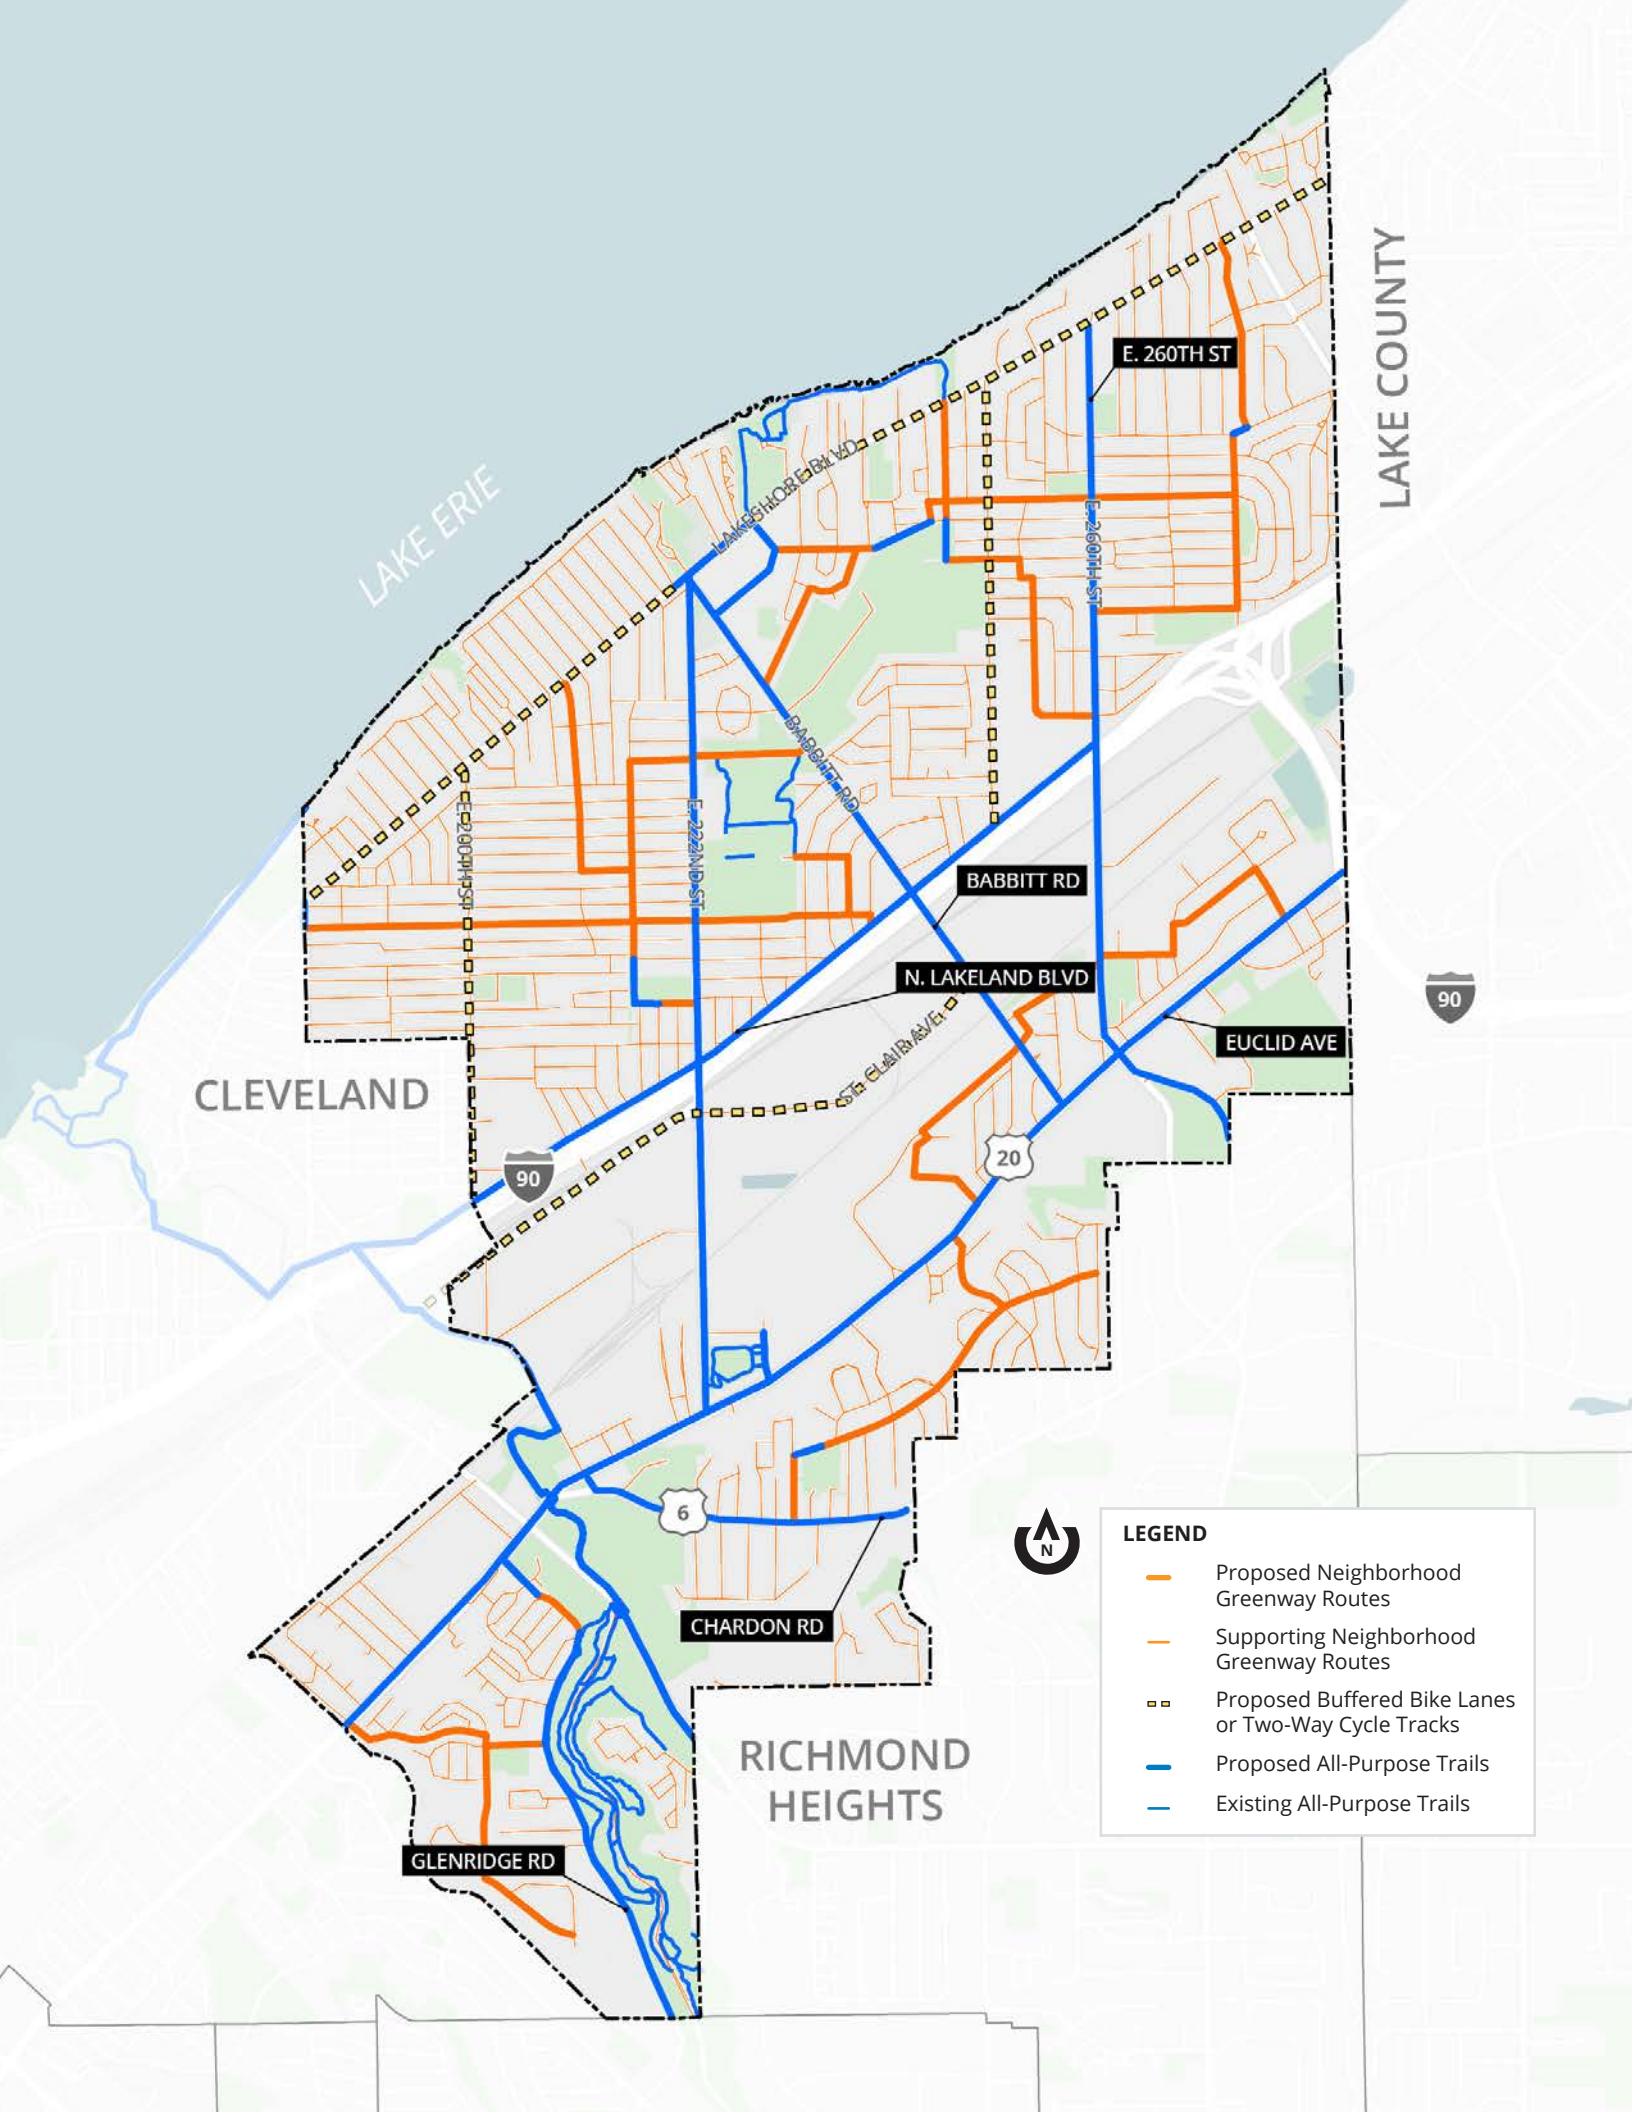 LAKE COUNTY
E. 260TH ST
LAKESHORE BLVD
LAKE ERIE
E. 260TH ST
BABBITT RD
E. 200TH ST
E. 222ND ST
BABBITT RD
N. LAKELAND BLVD
90
ST. CLAIR AVE
EUCLID AVE
CLEVELAND
20
90
6
CHARDON RD
RICHMOND
HEIGHTS
GLENRIDGE RD
N
LEGEND
Proposed Neighborhood
Greenway Routes
Supporting Neighborhood
Greenway Routes
Proposed Buffered Bike Lanes
or Two-Way Cycle Tracks
Proposed All-Purpose Trails
Existing All-Purpose Trails